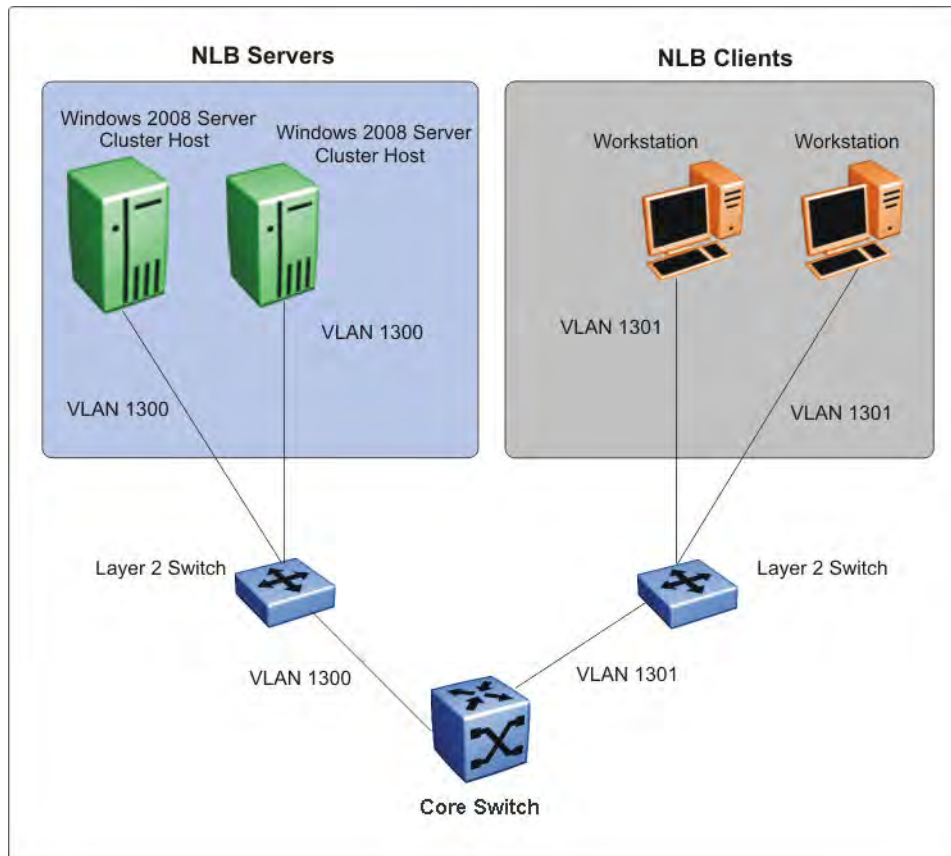 NLB Servers
NLB Clients
Windows 2008 Server
Cluster Host
Windows 2008 Server
Cluster Host
Workstation
Workstation
VLAN 1300
VLAN 1301
VLAN 1300
VLAN 1301
Layer 2 Switch
Layer 2 Switch
VLAN 1300
VLAN 1301
Core Switch